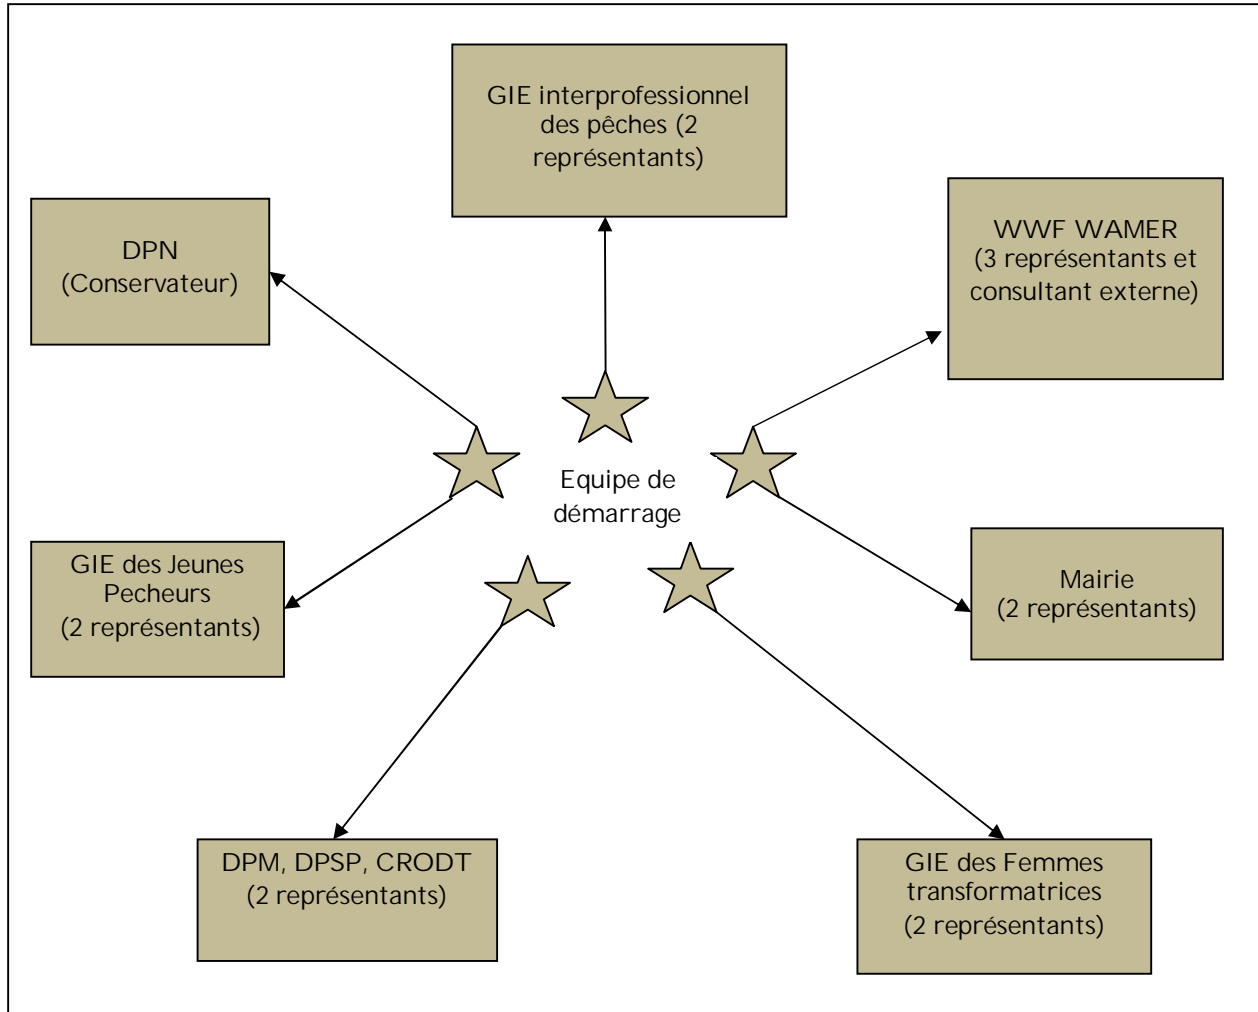 GIE interprofessionnel
des pêches (2
représentants)
DPN
(Conservateur)
WWF WAMER
(3 représentants et
consultant externe)
Equipe de
démarrage
GIE des Jeunes
Pecheurs
(2 représentants)
Mairie
(2 représentants)
DPM, DPSP, CRODT
(2 représentants)
GIE des Femmes
transformatrices
(2 représentants)